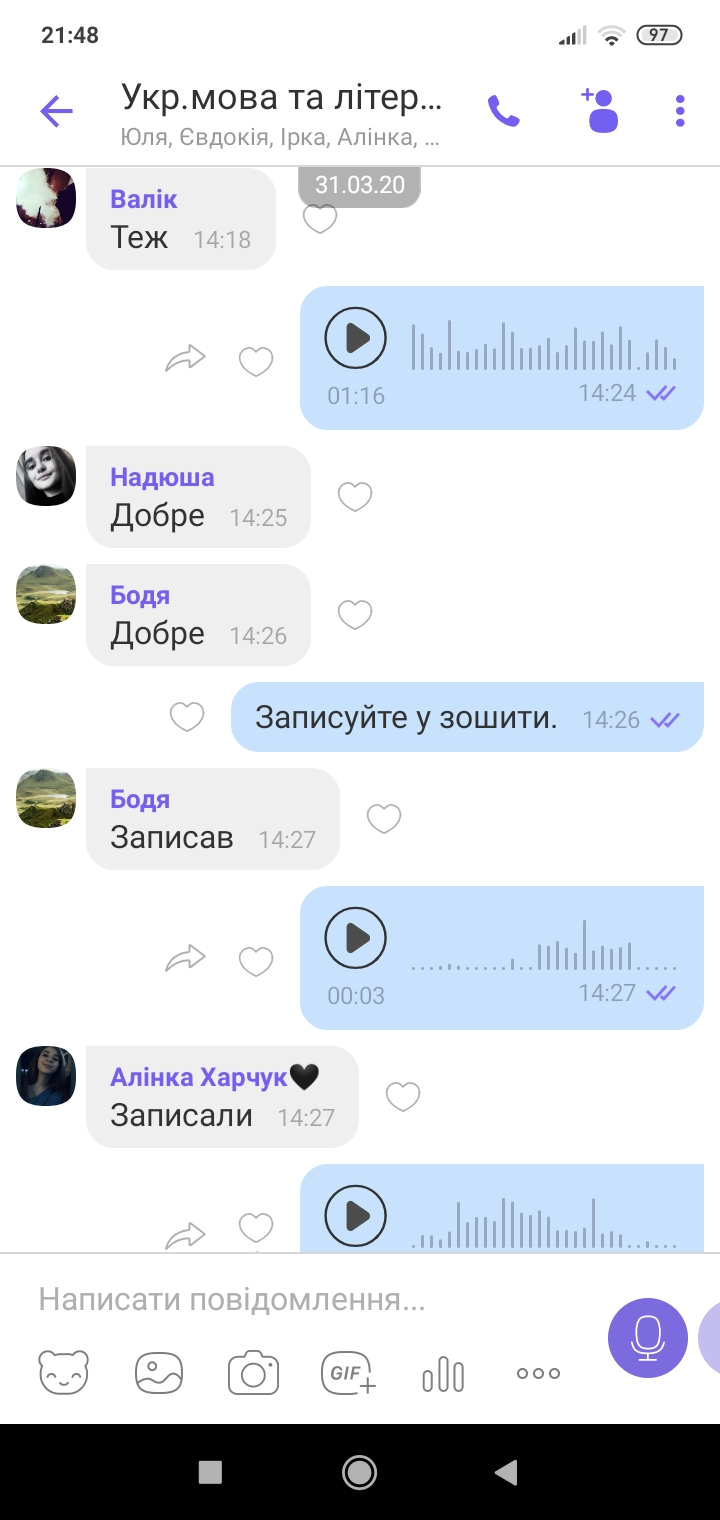 21:48
97
Укр.мова та літер...
Юля, Євдокія, Ірка, Алінка, ...
31.03.20
Валік
Теж 14:18
01:16 14:24
Надюша
Добре 14:25
Бодя
Добре 14:26
Записуйте у зошити. 14:26
Бодя
Записав 14:27
00:03 14:27
Алінка Харчук🖤
Записали 14:27
Написати повідомлення...
GIF